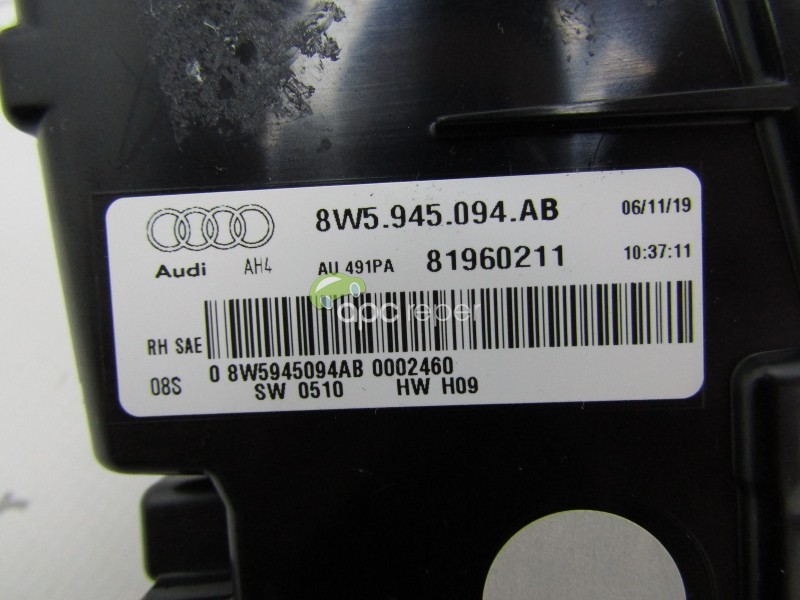 8W5.945.094.AB 06/11/19
Audi AH4 AU 491PA 81960211 10:37:11
apc reper
RH SAE
08S 0 8W5945094AB 0002460
SW 0510 HW H09